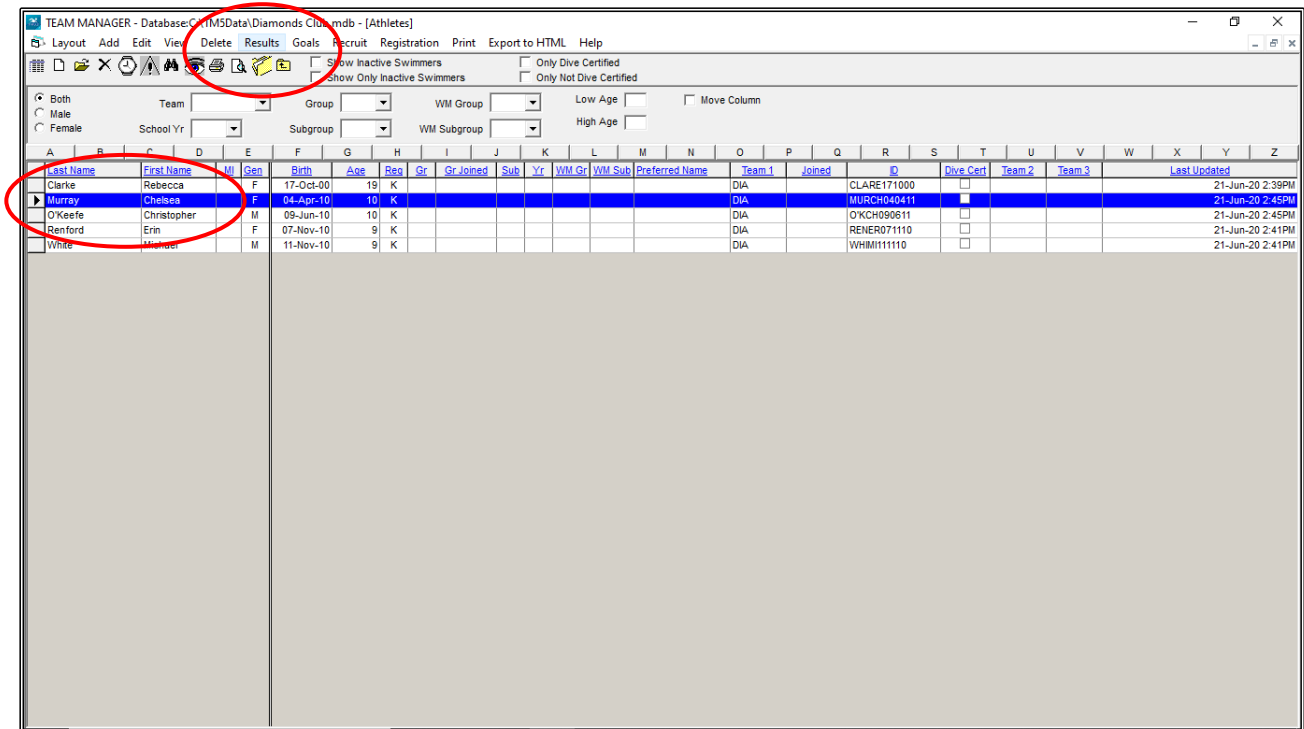 TEAM MANAGER - Database:C:\TM5Data\Diamonds Club.mdb - [Athletes]
Layout Add Edit View Delete Results Goals Recruit Registration Print Export to HTML Help
Show Inactive Swimmers Only Dive Certified
Show Only Inactive Swimmers Only Not Dive Certified
Both Team Group WM Group Low Age Move Column
Male
Female School Yr Subgroup WM Subgroup High Age
A B C D E F G H I J K L M N O P Q R S T U V W X Y Z
Last Name First Name MI Gen Birth Age Reg Gr Gr Joined Sub Yr WM Gr WM Sub Preferred Name Team 1 Joined ID Dive Cert Team 2 Team 3 Last Updated
Clarke Rebecca F 17-Oct-00 19 K DIA CLARE171000 21-Jun-20 2:39PM
Murray Chelsea F 04-Apr-10 10 K DIA MURCH040411 21-Jun-20 2:45PM
O'Keefe Christopher M 09-Jun-10 10 K DIA O'KCH090611 21-Jun-20 2:45PM
Renford Erin F 07-Nov-10 9 K DIA RENER071110 21-Jun-20 2:41PM
White Michael M 11-Nov-10 9 K DIA WHIMI111110 21-Jun-20 2:41PM